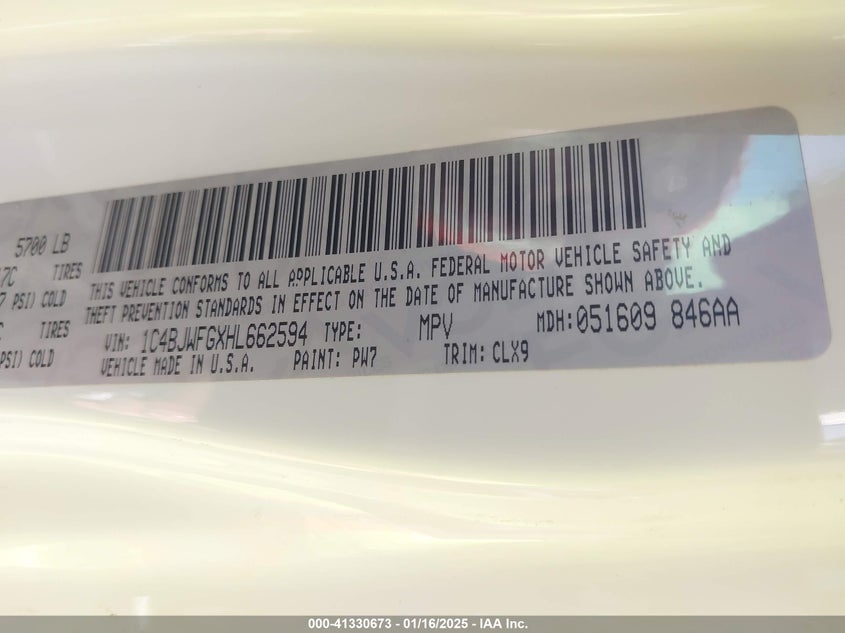 5700 LB
7C TIRES
7 PSI) COLD
C TIRES
PSI) COLD
THIS VEHICLE CONFORMS TO ALL APPLICABLE U.S.A. FEDERAL MOTOR VEHICLE SAFETY AND
THEFT PREVENTION STANDARDS IN EFFECT ON THE DATE OF MANUFACTURE SHOWN ABOVE.
VIN: 1C4BJWFGXHL662594 TYPE: MPV MDH:051609 846AA
VEHICLE MADE IN U.S.A. PAINT: PW7 TRIM: CLX9
000-41330673 - 01/16/2025 - IAA Inc.